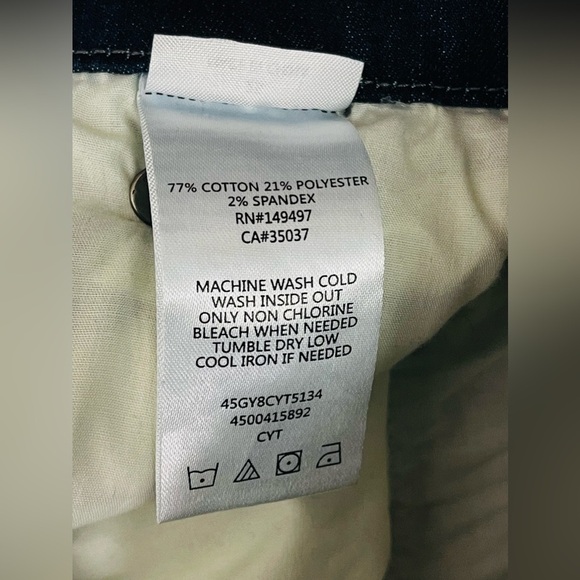 77% COTTON 21% POLYESTER
2% SPANDEX
RN#149497
CA#35037
MACHINE WASH COLD
WASH INSIDE OUT
ONLY NON CHLORINE
BLEACH WHEN NEEDED
TUMBLE DRY LOW
COOL IRON IF NEEDED
45GY8CYT5134
4500415892
CYT